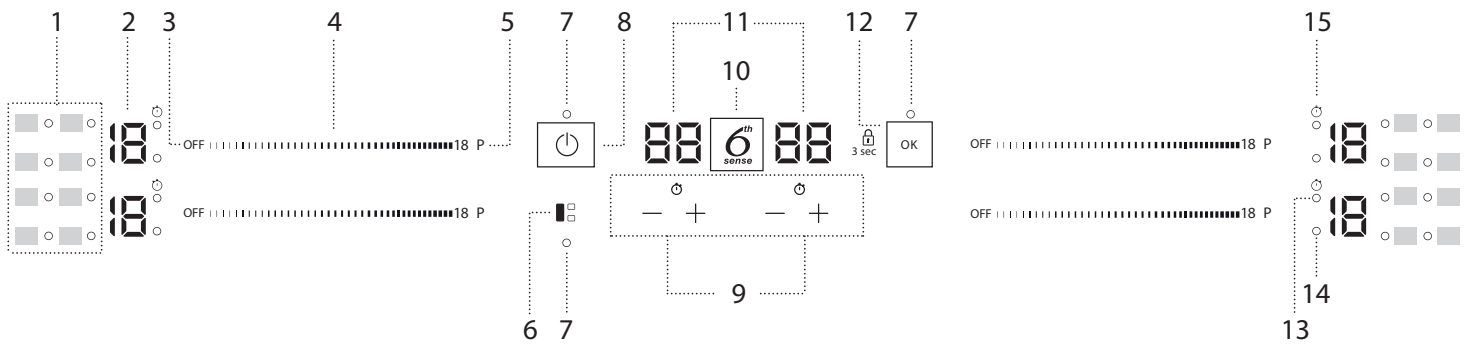 1 2 3 4 5 7 8 11 12 7 15
10
18 OFF 18 P 88 6th sense 88 3 sec OK OFF 18 P 18
18 OFF 18 P − + − + OFF 18 P 18
9
6 7 13 14